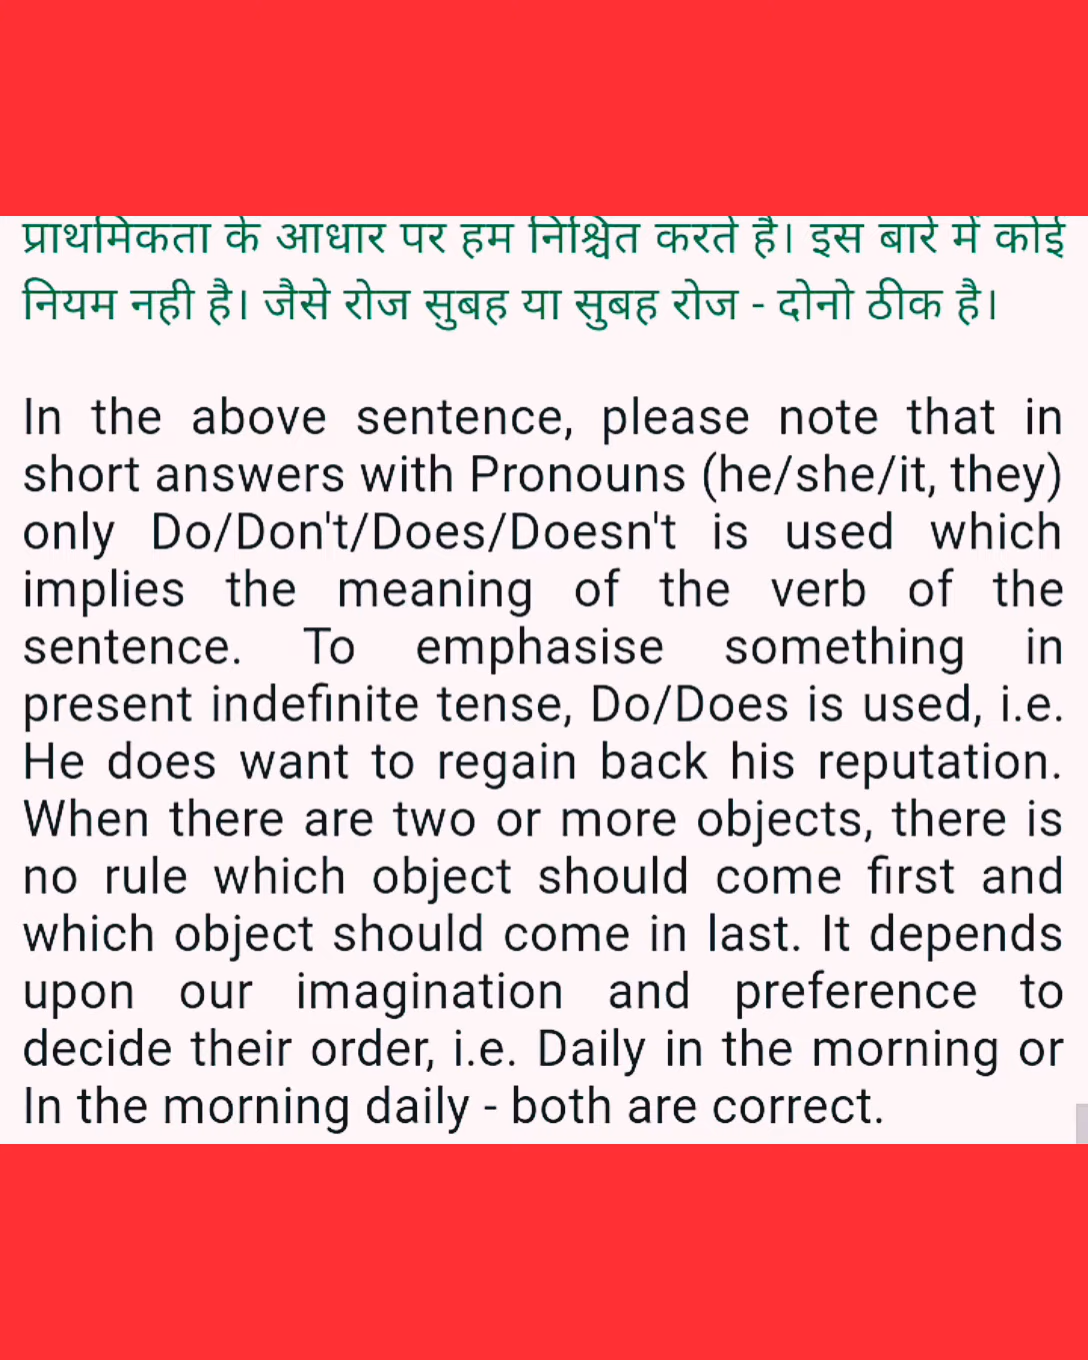 प्राथमिकता के आधार पर हम निश्चित करते है। इस बारे में कोई
नियम नही है। जैसे रोज सुबह या सुबह रोज - दोनो ठीक है।
In the above sentence, please note that in
short answers with Pronouns (he/she/it, they)
only Do/Don't/Does/Doesn't is used which
implies the meaning of the verb of the
sentence. To emphasise something in
present indefinite tense, Do/Does is used, i.e.
He does want to regain back his reputation.
When there are two or more objects, there is
no rule which object should come first and
which object should come in last. It depends
upon our imagination and preference to
decide their order, i.e. Daily in the morning or
In the morning daily - both are correct.